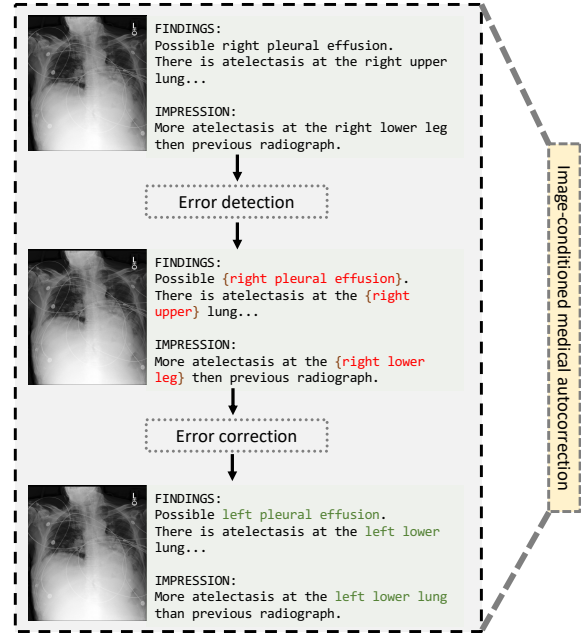 FINDINGS:
Possible right pleural effusion.
There is atelectasis at the right upper
lung...
IMPRESSION:
More atelectasis at the right lower leg
then previous radiograph.
Error detection
FINDINGS:
Possible {right pleural effusion}.
There is atelectasis at the {right
upper} lung...
IMPRESSION:
More atelectasis at the {right lower
leg} then previous radiograph.
Error correction
FINDINGS:
Possible left pleural effusion.
There is atelectasis at the left lower
lung...
IMPRESSION:
More atelectasis at the left lower lung
than previous radiograph.
Image-conditioned medical autocorrection